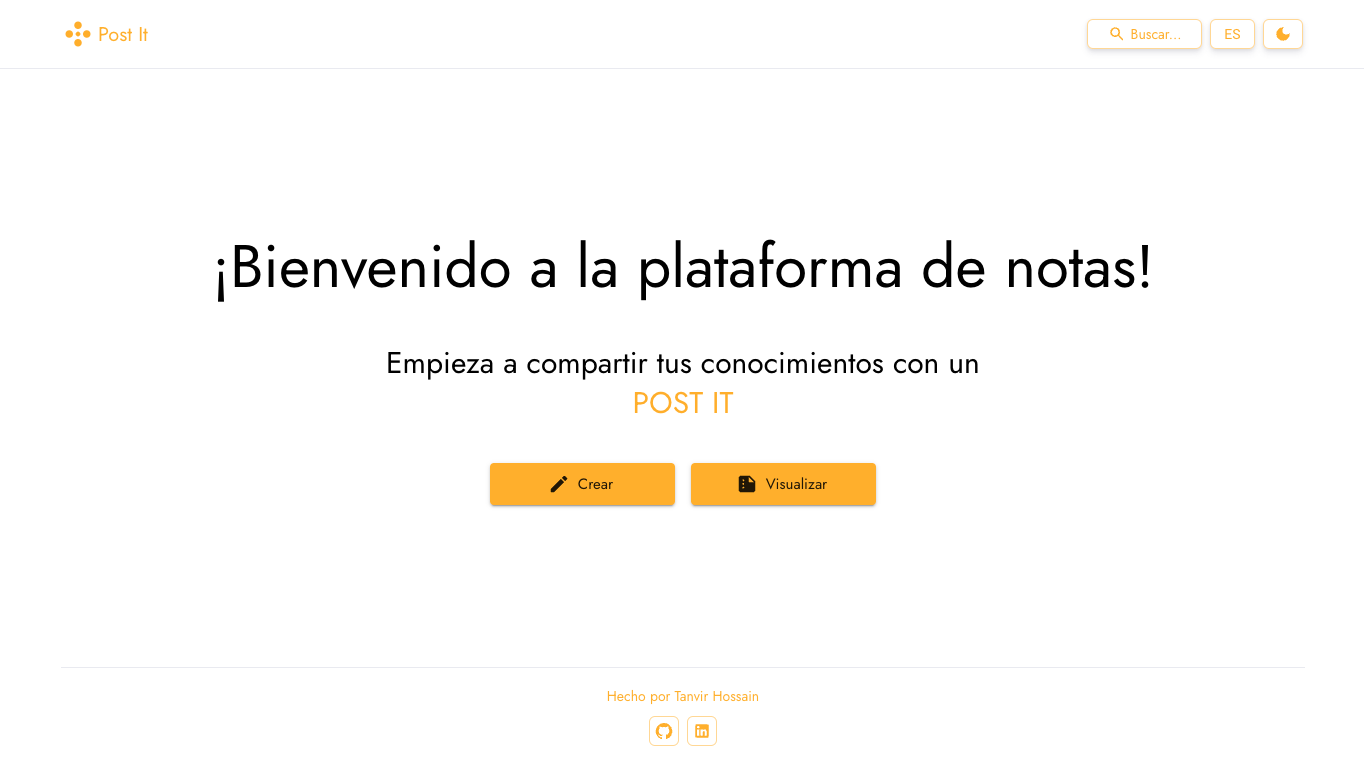 Post It
Buscar...
ES
¡Bienvenido a la plataforma de notas!
Empieza a compartir tus conocimientos con un
POST IT
Crear
Visualizar
Hecho por Tanvir Hossain